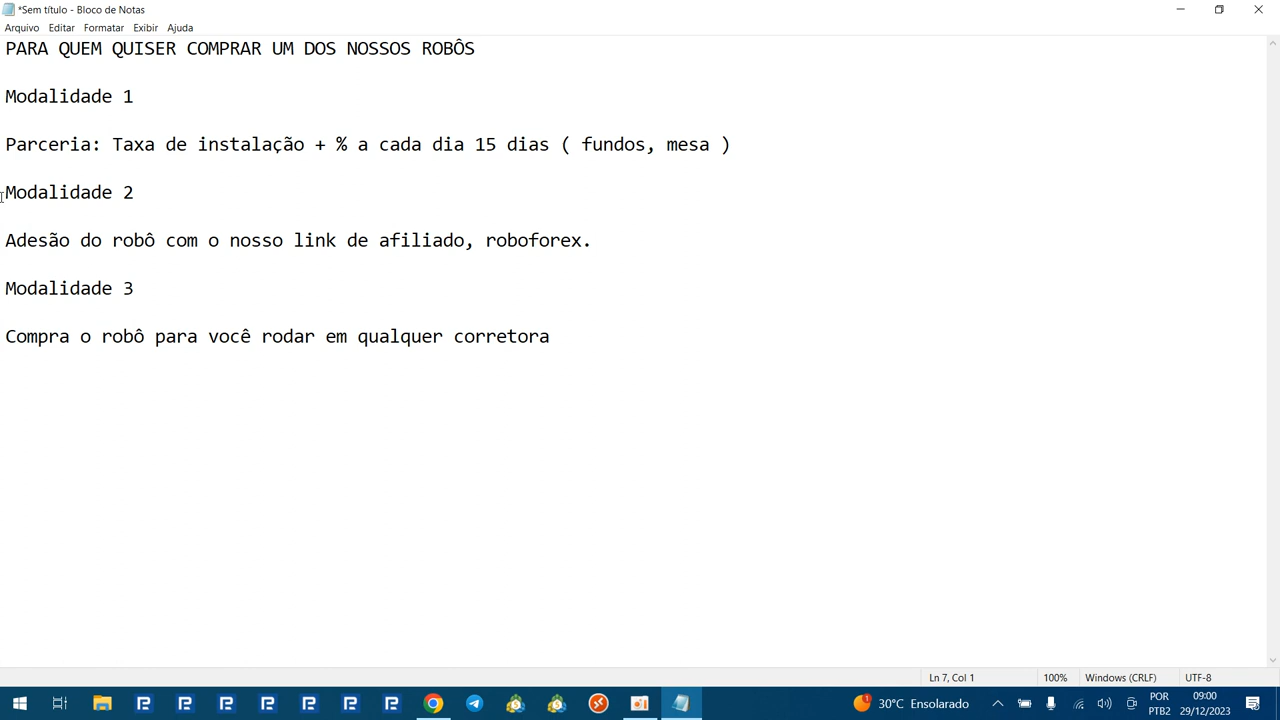 *Sem título - Bloco de Notas
Arquivo Editar Formatar Exibir Ajuda
PARA QUEM QUISER COMPRAR UM DOS NOSSOS ROBÔS
Modalidade 1
Parceria: Taxa de instalação + % a cada dia 15 dias ( fundos, mesa )
Modalidade 2
Adesão do robô com o nosso link de afiliado, roboforex.
Modalidade 3
Compra o robô para você rodar em qualquer corretora
Ln 7, Col 1 100% Windows (CRLF) UTF-8
30°C Ensolarado
POR
PTB2
09:00
29/12/2023